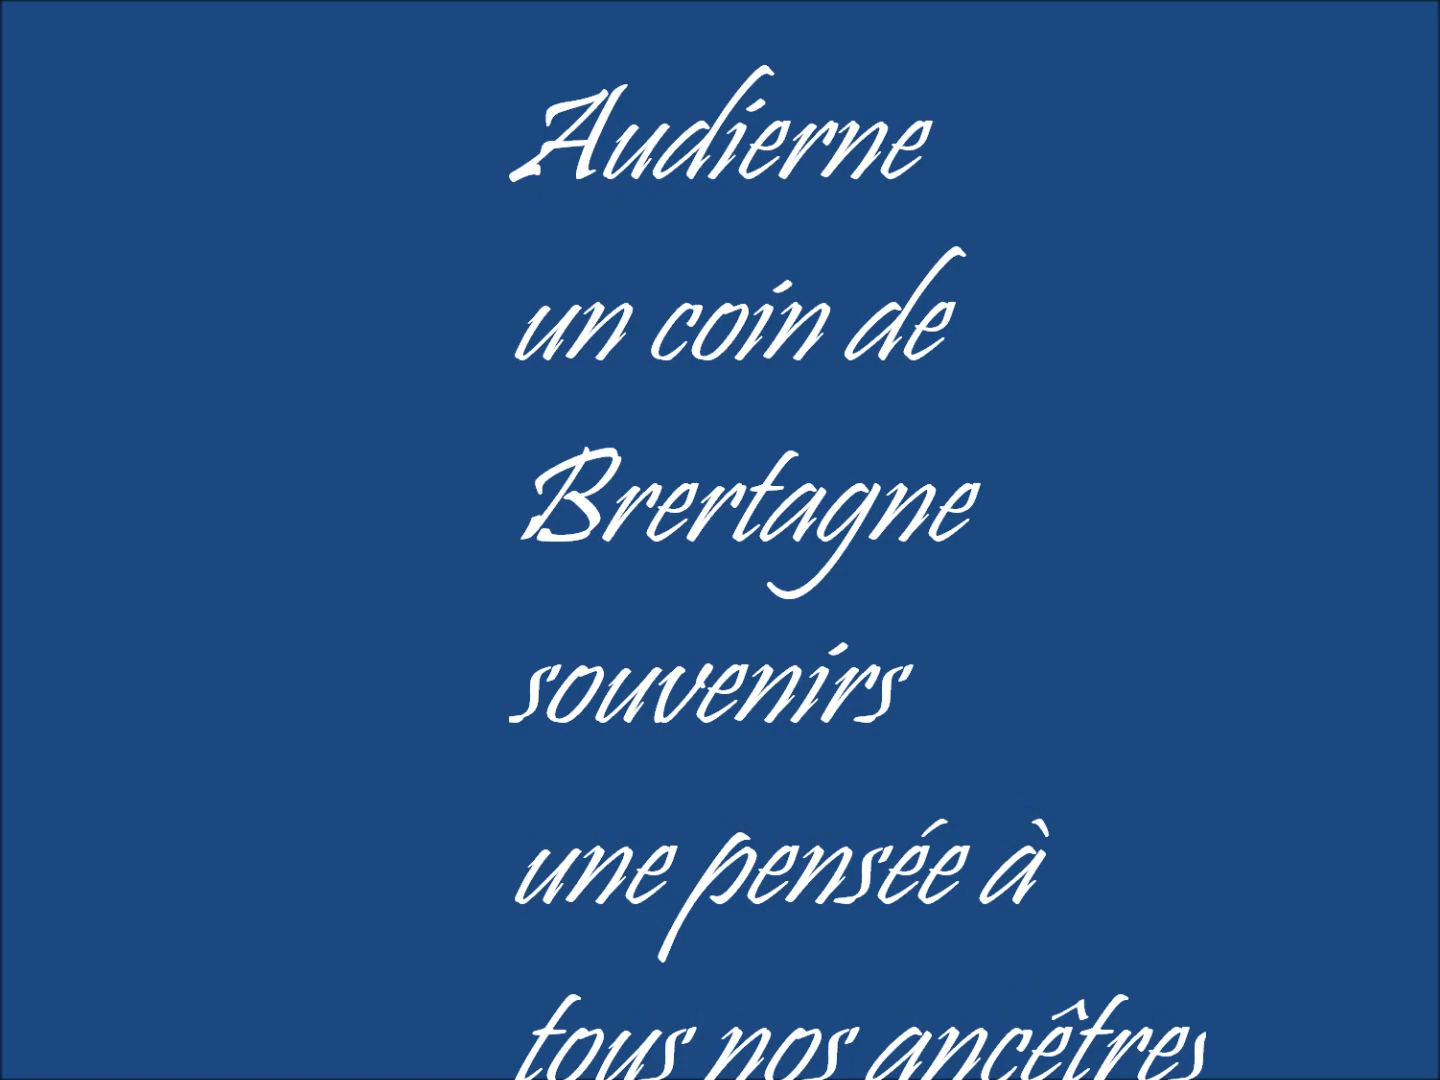 Audierne
un coin de
Brertagne
souvenirs
une pensée à
tous nos ancêtres